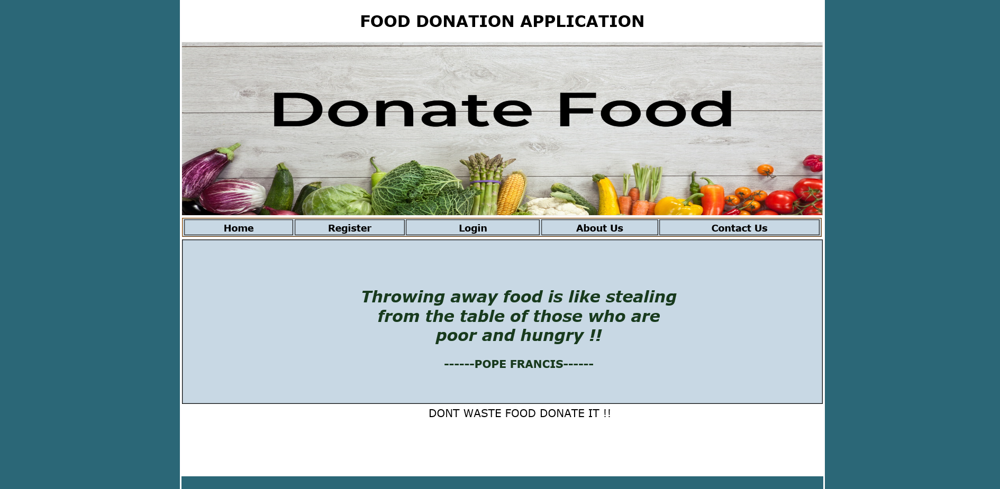 FOOD DONATION APPLICATION
Donate Food
Home Register Login About Us Contact Us
Throwing away food is like stealing
from the table of those who are
poor and hungry !!
------POPE FRANCIS------
DONT WASTE FOOD DONATE IT !!